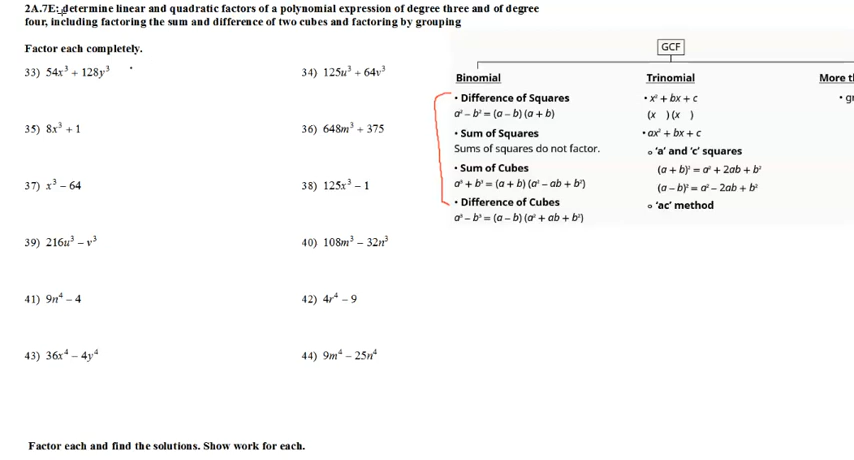 2A.7E: determine linear and quadratic factors of a polynomial expression of degree three and of degree
four, including factoring the sum and difference of two cubes and factoring by grouping
Factor each completely.
33) 54x³ + 128y³
34) 125u³ + 64v³
35) 8x³ + 1
36) 648m³ + 375
37) x³ – 64
38) 125x³ – 1
39) 216u³ – v³
40) 108m³ – 32n³
41) 9n⁴ – 4
42) 4r⁴ – 9
43) 36x⁴ – 4y⁴
44) 9m⁴ – 25n⁴
Factor each and find the solutions. Show work for each.
GCF
Binomial
• Difference of Squares
a² – b² = (a – b) (a + b)
• Sum of Squares
Sums of squares do not factor.
• Sum of Cubes
a³ + b³ = (a + b) (a² – ab + b²)
• Difference of Cubes
a³ – b³ = (a – b) (a² + ab + b²)
Trinomial
• x² + bx + c
(x   ) (x   )
• ax² + bx + c
∘ 'a' and 'c' squares
(a + b)² = a² + 2ab + b²
(a – b)² = a² – 2ab + b²
∘ 'ac' method
More t
• g